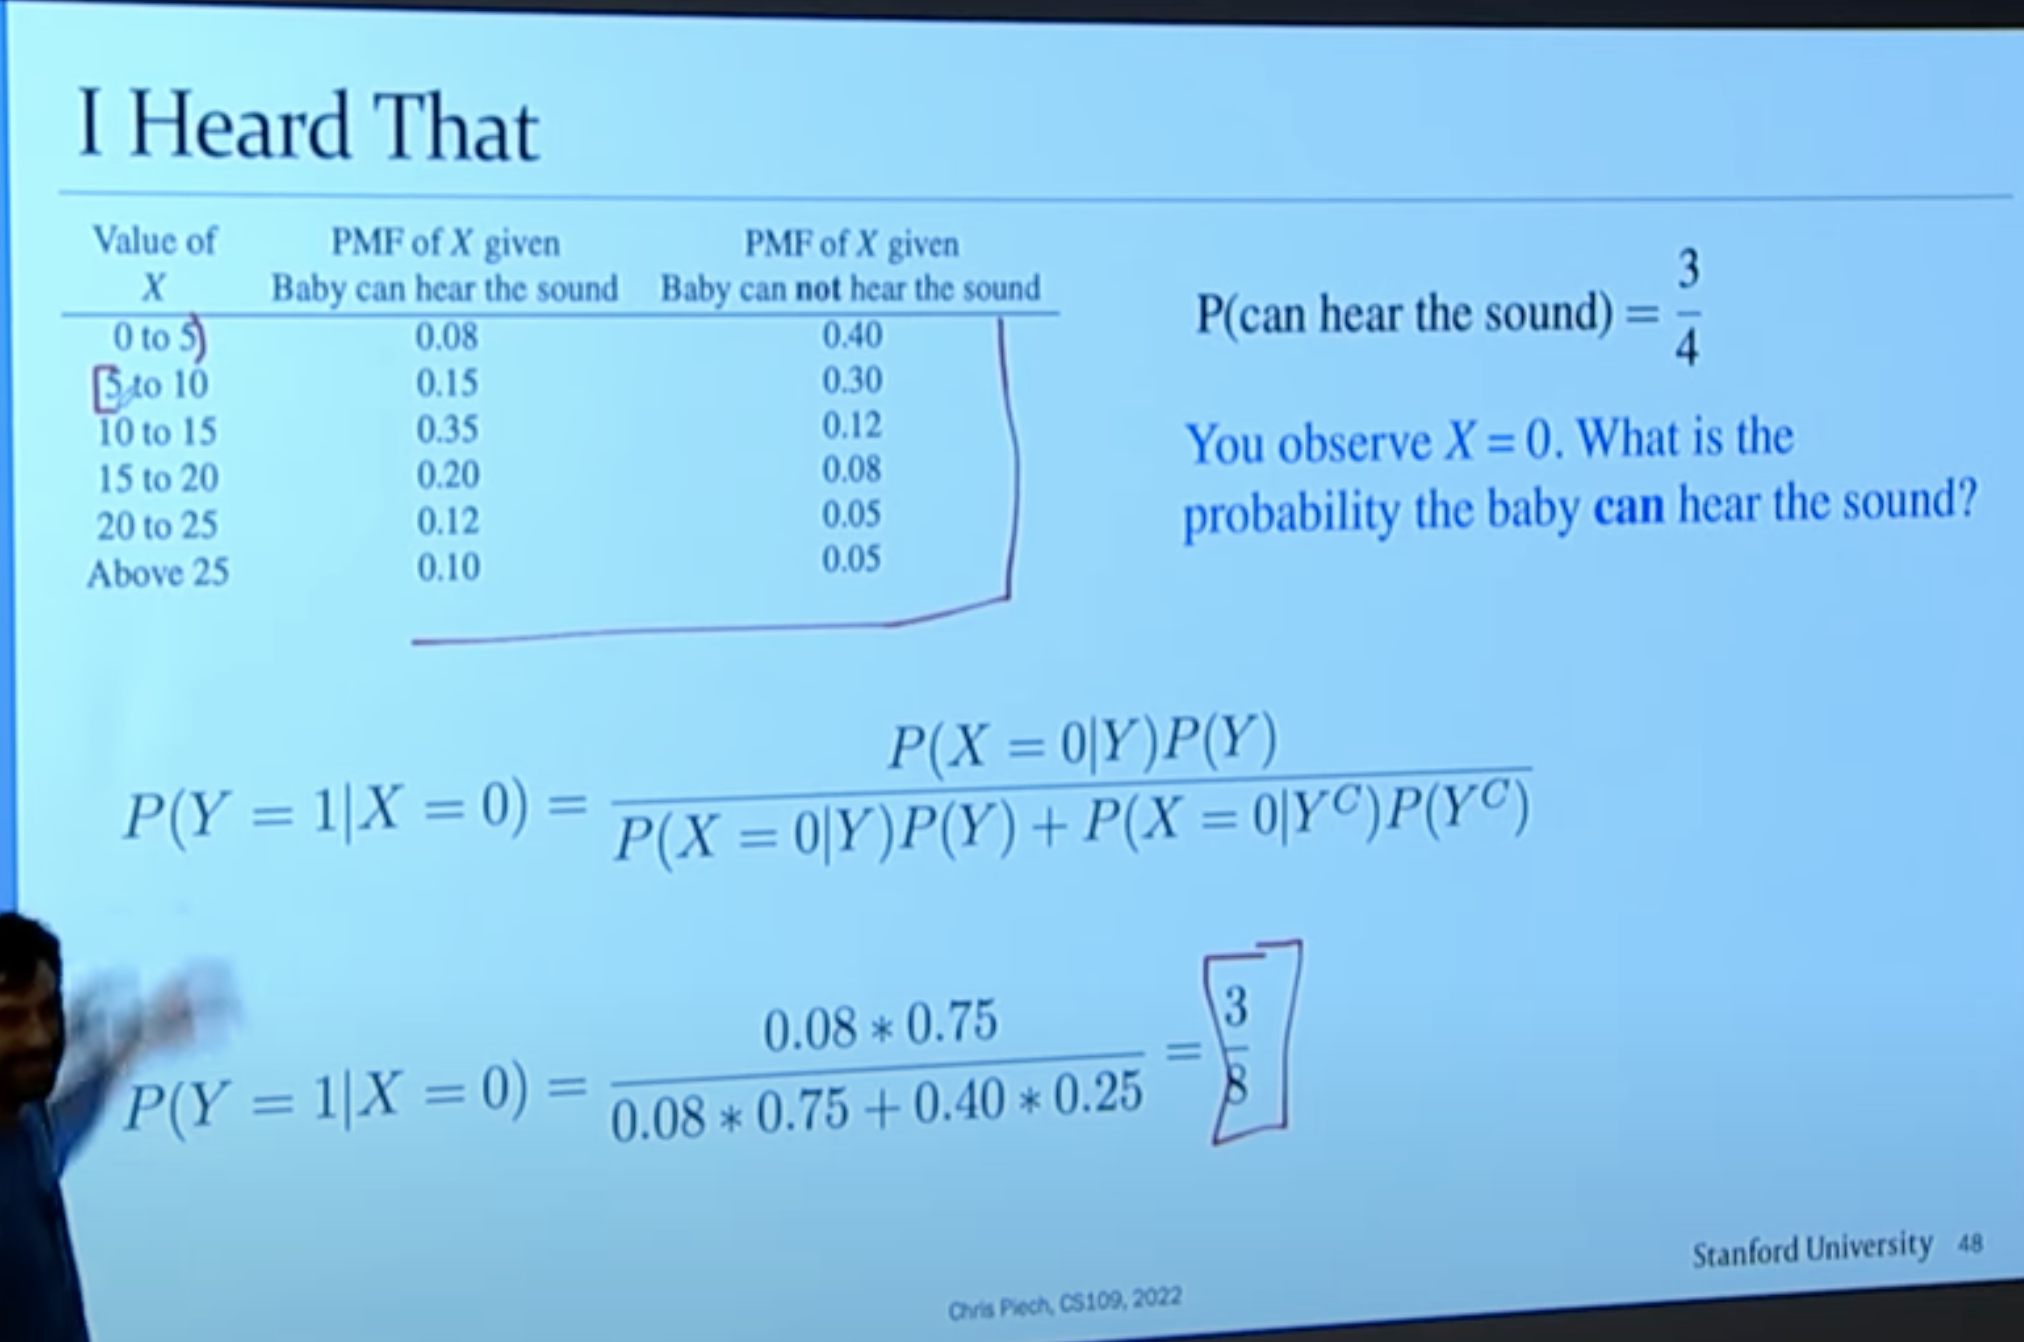 I Heard That
Value of X PMF of X given Baby can hear the sound PMF of X given Baby can not hear the sound
0 to 5) 0.08 0.40
[5 to 10 0.15 0.30
10 to 15 0.35 0.12
15 to 20 0.20 0.08
20 to 25 0.12 0.05
Above 25 0.10 0.05
P(can hear the sound) = 3/4
You observe X = 0. What is the
probability the baby can hear the sound?
P(Y = 1|X = 0) = P(X = 0|Y)P(Y) / P(X = 0|Y)P(Y) + P(X = 0|Y^C)P(Y^C)
P(Y = 1|X = 0) = 0.08 * 0.75 / 0.08 * 0.75 + 0.40 * 0.25 = 3/8
Stanford University 48
Chris Piech, CS109, 2022